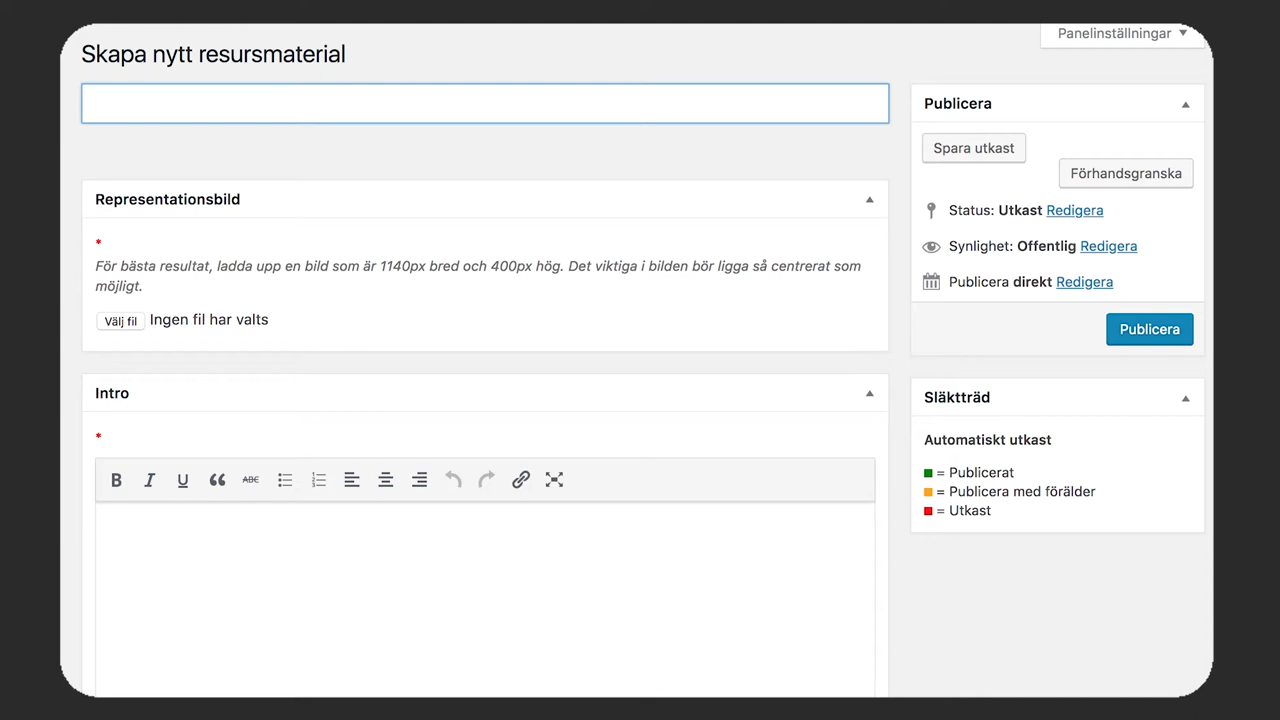 Panelinställningar
Skapa nytt resursmaterial
Representationsbild
*
För bästa resultat, ladda upp en bild som är 1140px bred och 400px hög. Det viktiga i bilden bör ligga så centrerat som
möjligt.
Välj fil Ingen fil har valts
Intro
*
B I U ABC
Publicera
Spara utkast
Förhandsgranska
Status: Utkast Redigera
Synlighet: Offentlig Redigera
Publicera direkt Redigera
Publicera
Släktträd
Automatiskt utkast
= Publicerat
= Publicera med förälder
= Utkast